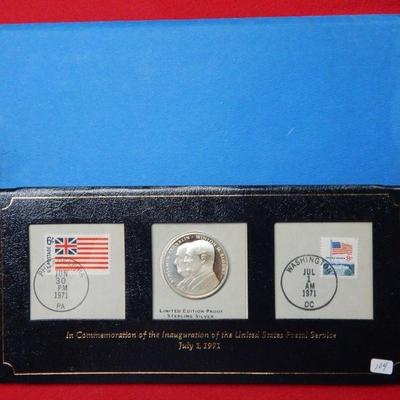 6¢
U.S. POSTAGE
JUN
30
PM
1971
PA
LIMITED EDITION PROOF
STERLING SILVER
WASHINGTON
JUL
1
AM
1971
DC
In Commemoration of the Inauguration of the United States Postal Service
July 1, 1971
104